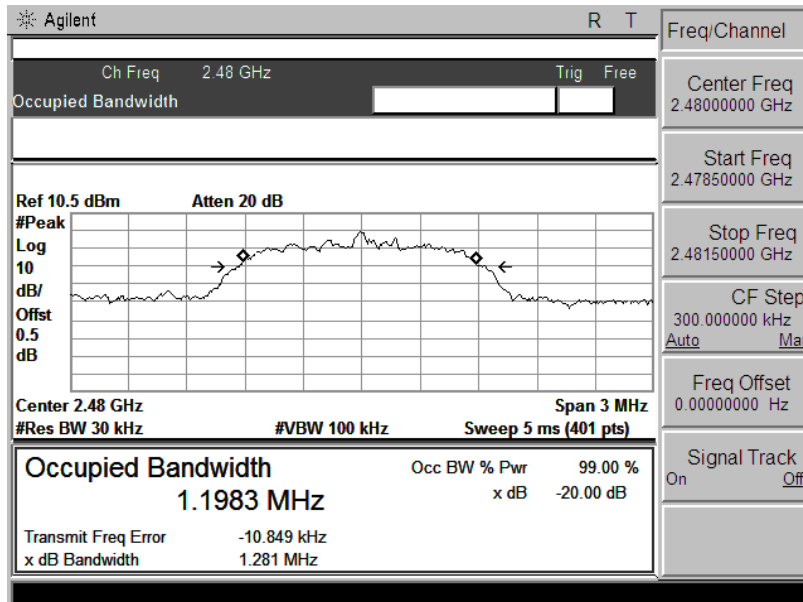 Agilent R T
Ch Freq 2.48 GHz Trig Free
Occupied Bandwidth
Ref 10.5 dBm Atten 20 dB
#Peak
Log
10
dB/
Offst
0.5
dB
Center 2.48 GHz Span 3 MHz
#Res BW 30 kHz #VBW 100 kHz Sweep 5 ms (401 pts)
Occupied Bandwidth
1.1983 MHz
Occ BW % Pwr 99.00 %
x dB -20.00 dB
Transmit Freq Error -10.849 kHz
x dB Bandwidth 1.281 MHz
Freq/Channel
Center Freq
2.48000000 GHz
Start Freq
2.47850000 GHz
Stop Freq
2.48150000 GHz
CF Step
300.000000 kHz
Auto Ma
Freq Offset
0.00000000 Hz
Signal Track
On Off